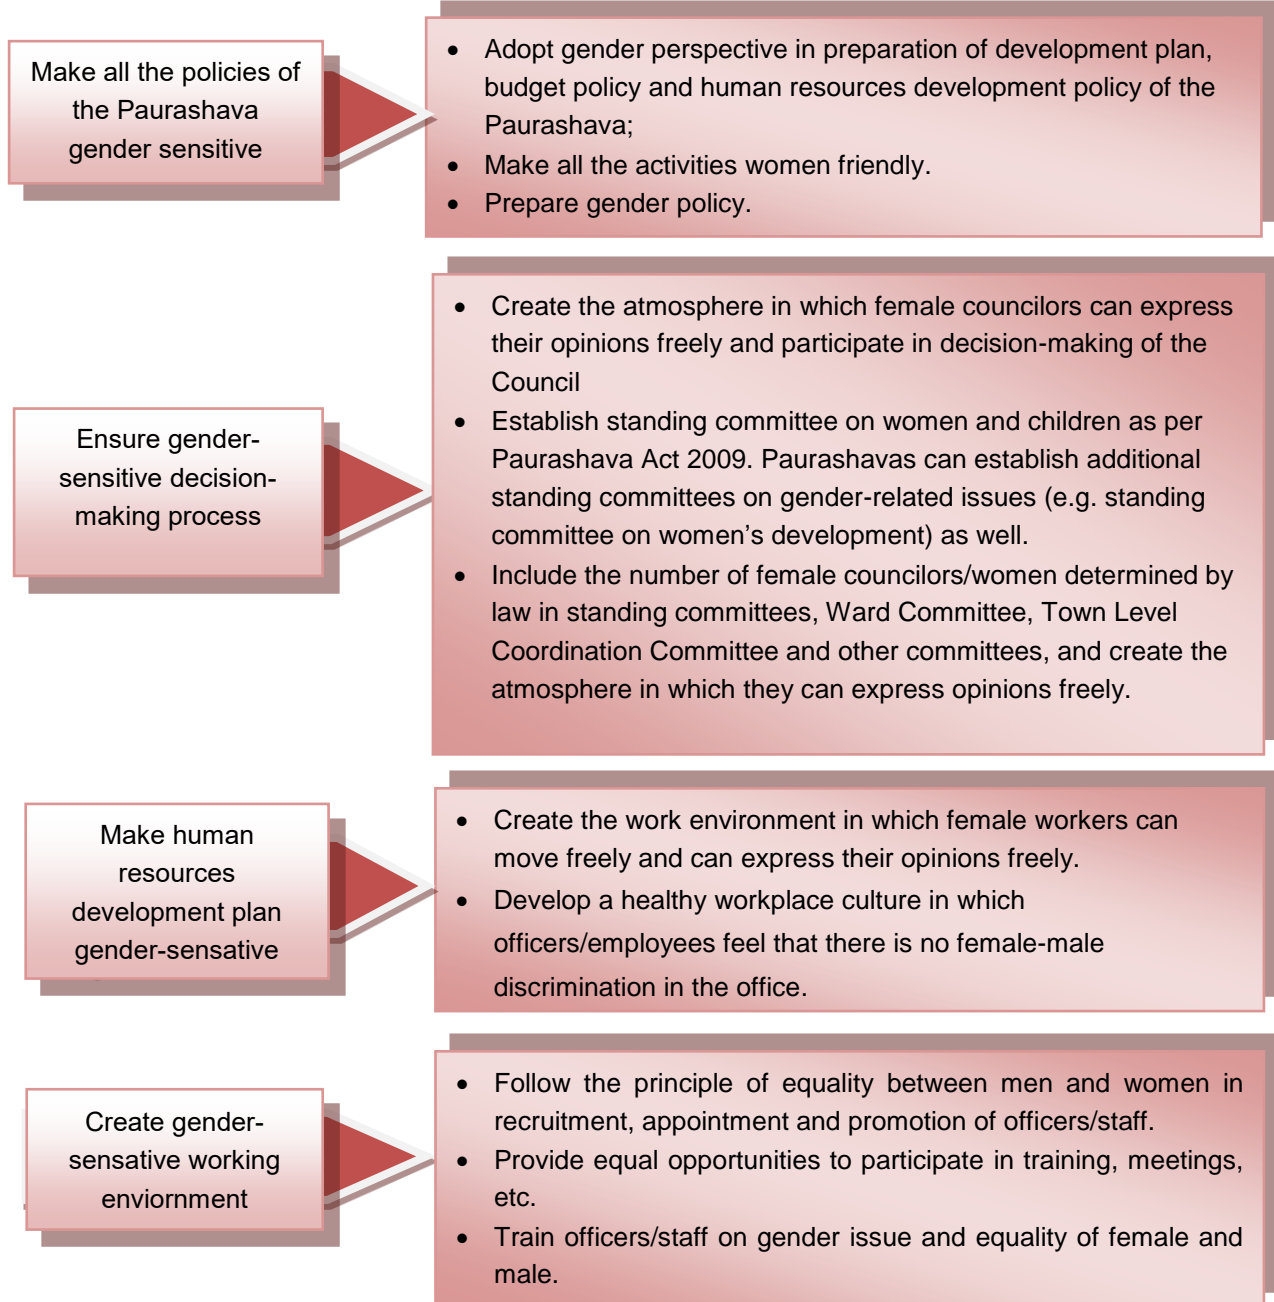 Make all the policies of
the Paurashava
gender sensitive
• Adopt gender perspective in preparation of development plan,
budget policy and human resources development policy of the
Paurashava;
• Make all the activities women friendly.
• Prepare gender policy.
Ensure gender-
sensitive decision-
making process
• Create the atmosphere in which female councilors can express
their opinions freely and participate in decision-making of the
Council
• Establish standing committee on women and children as per
Paurashava Act 2009. Paurashavas can establish additional
standing committees on gender-related issues (e.g. standing
committee on women’s development) as well.
• Include the number of female councilors/women determined by
law in standing committees, Ward Committee, Town Level
Coordination Committee and other committees, and create the
atmosphere in which they can express opinions freely.
Make human
resources
development plan
gender-sensative
• Create the work environment in which female workers can
move freely and can express their opinions freely.
• Develop a healthy workplace culture in which
officers/employees feel that there is no female-male
discrimination in the office.
Create gender-
sensative working
enviornment
• Follow the principle of equality between men and women in
recruitment, appointment and promotion of officers/staff.
• Provide equal opportunities to participate in training, meetings,
etc.
• Train officers/staff on gender issue and equality of female and
male.